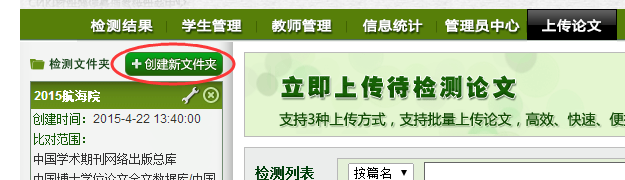 检测结果 学生管理 教师管理 信息统计 管理员中心 上传论文
检测文件夹 +创建新文件夹
2015航海院
创建时间：2015-4-22 13:40:00
比对范围：
中国学术期刊网络出版总库
中国博士学位论文全文数据库/中国
立即上传待检测论文
支持3种上传方式，支持批量上传论文，高效、快速、便
检测列表 按篇名